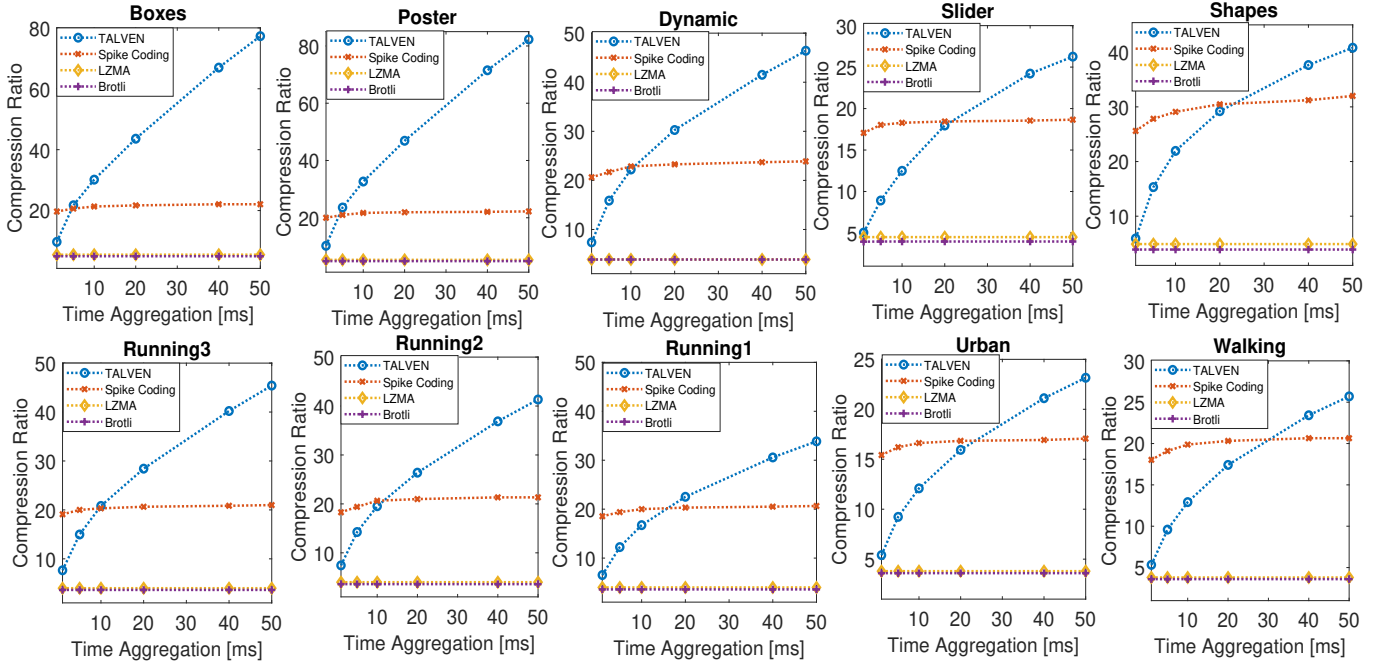 Boxes
80
60
40
20
Compression Ratio
TALVEN
Spike Coding
LZMA
Brotli
10 20 30 40 50
Time Aggregation [ms]
Poster
80
60
40
20
Compression Ratio
TALVEN
Spike Coding
LZMA
Brotli
10 20 30 40 50
Time Aggregation [ms]
Dynamic
50
40
30
20
10
Compression Ratio
TALVEN
Spike Coding
LZMA
Brotli
10 20 30 40 50
Time Aggregation [ms]
Slider
30
25
20
15
10
5
Compression Ratio
TALVEN
Spike Coding
LZMA
Brotli
10 20 30 40 50
Time Aggregation [ms]
Shapes
40
30
20
10
Compression Ratio
TALVEN
Spike Coding
LZMA
Brotli
10 20 30 40 50
Time Aggregation [ms]
Running3
50
40
30
20
10
Compression Ratio
TALVEN
Spike Coding
LZMA
Brotli
10 20 30 40 50
Time Aggregation [ms]
Running2
50
40
30
20
10
Compression Ratio
TALVEN
Spike Coding
LZMA
Brotli
10 20 30 40 50
Time Aggregation [ms]
Running1
50
40
30
20
10
Compression Ratio
TALVEN
Spike Coding
LZMA
Brotli
10 20 30 40 50
Time Aggregation [ms]
Urban
25
20
15
10
5
Compression Ratio
TALVEN
Spike Coding
LZMA
Brotli
10 20 30 40 50
Time Aggregation [ms]
Walking
30
25
20
15
10
5
Compression Ratio
TALVEN
Spike Coding
LZMA
Brotli
10 20 30 40 50
Time Aggregation [ms]